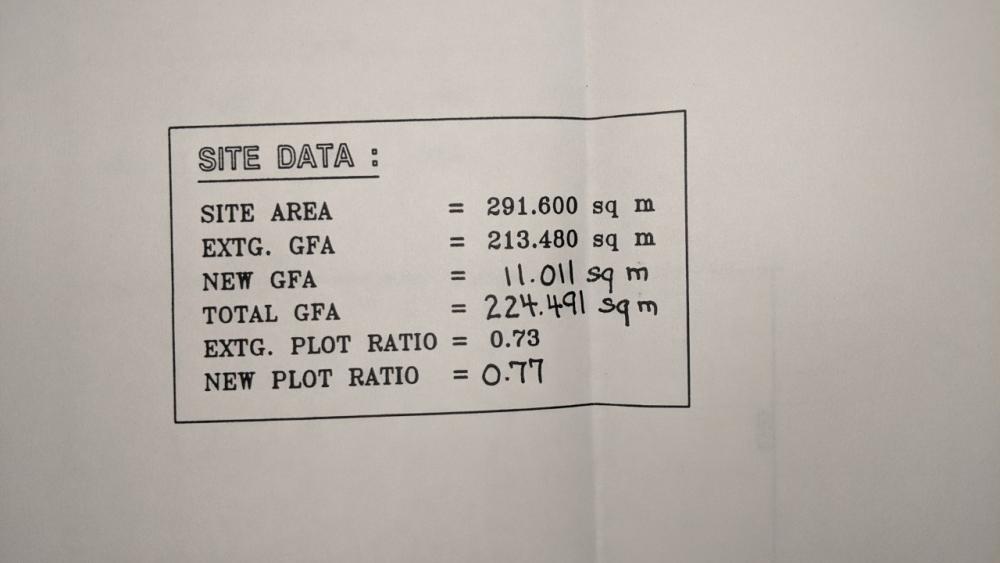 SITE DATA :
SITE AREA = 291.600 sq m
EXTG. GFA = 213.480 sq m
NEW GFA = 11.011 sq m
TOTAL GFA = 224.491 sq m
EXTG. PLOT RATIO = 0.73
NEW PLOT RATIO = 0.77